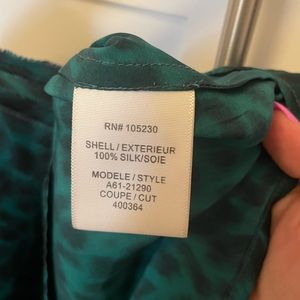 RN# 105230
SHELL / EXTERIEUR
100% SILK/SOIE
MODELE / STYLE
A61-21290
COUPE / CUT
400364